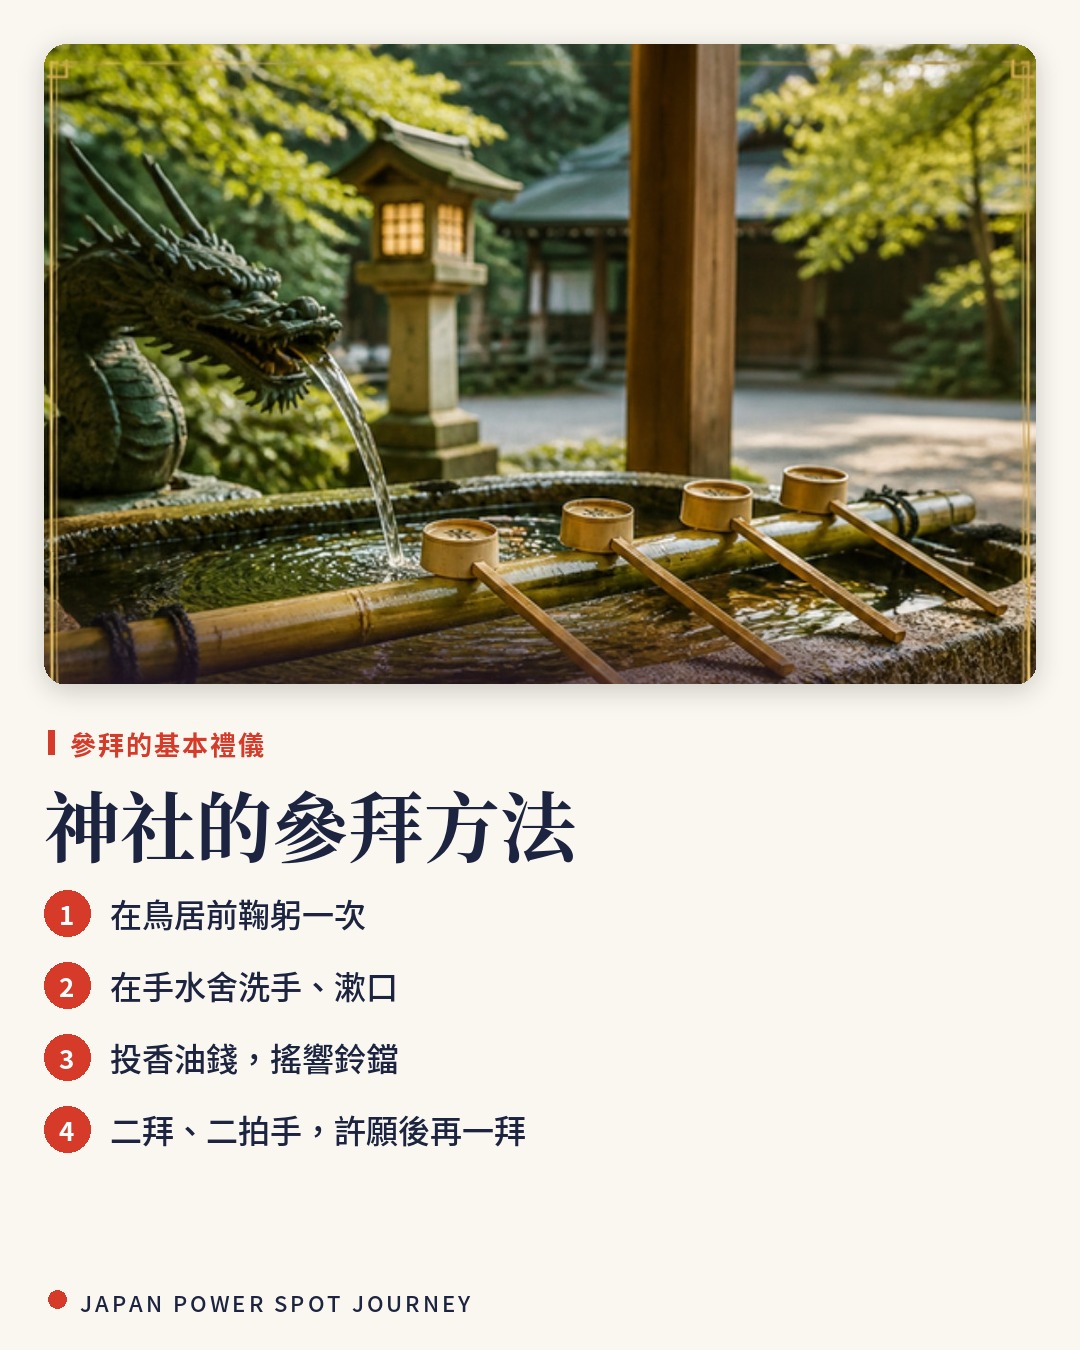 參拜的基本禮儀
神社的參拜方法
1 在鳥居前鞠躬一次
2 在手水舍洗手、漱口
3 投香油錢，搖響鈴鐺
4 二拜、二拍手，許願後再一拜
JAPAN POWER SPOT JOURNEY